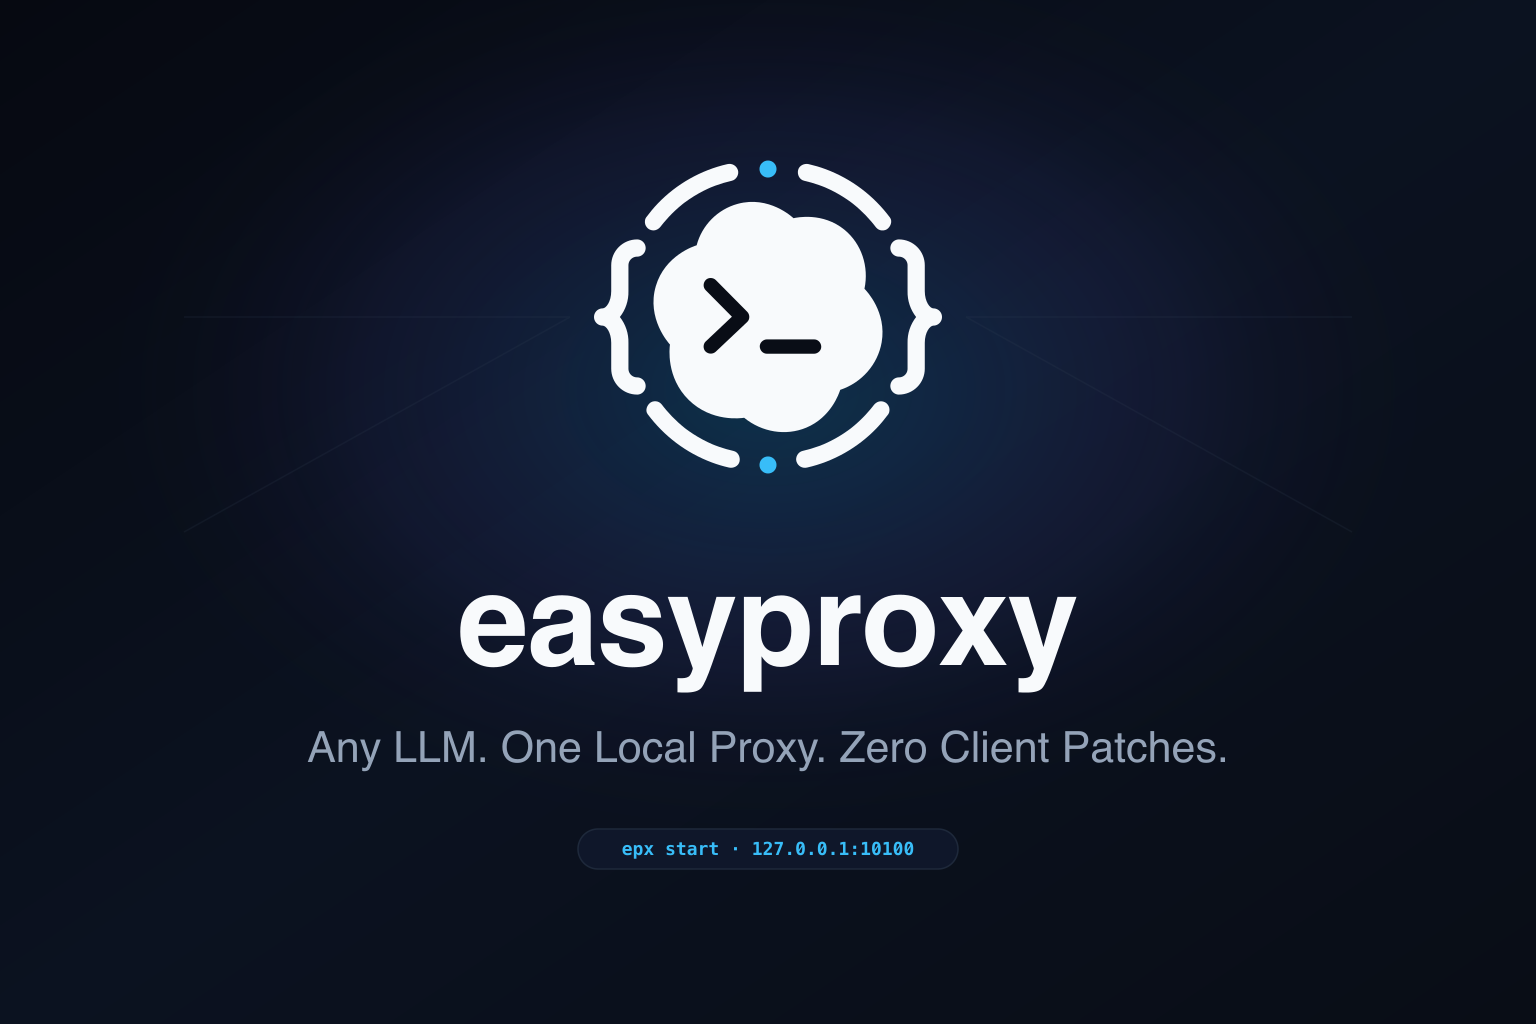 { >_ }
easyproxy
Any LLM. One Local Proxy. Zero Client Patches.
epx start · 127.0.0.1:10100